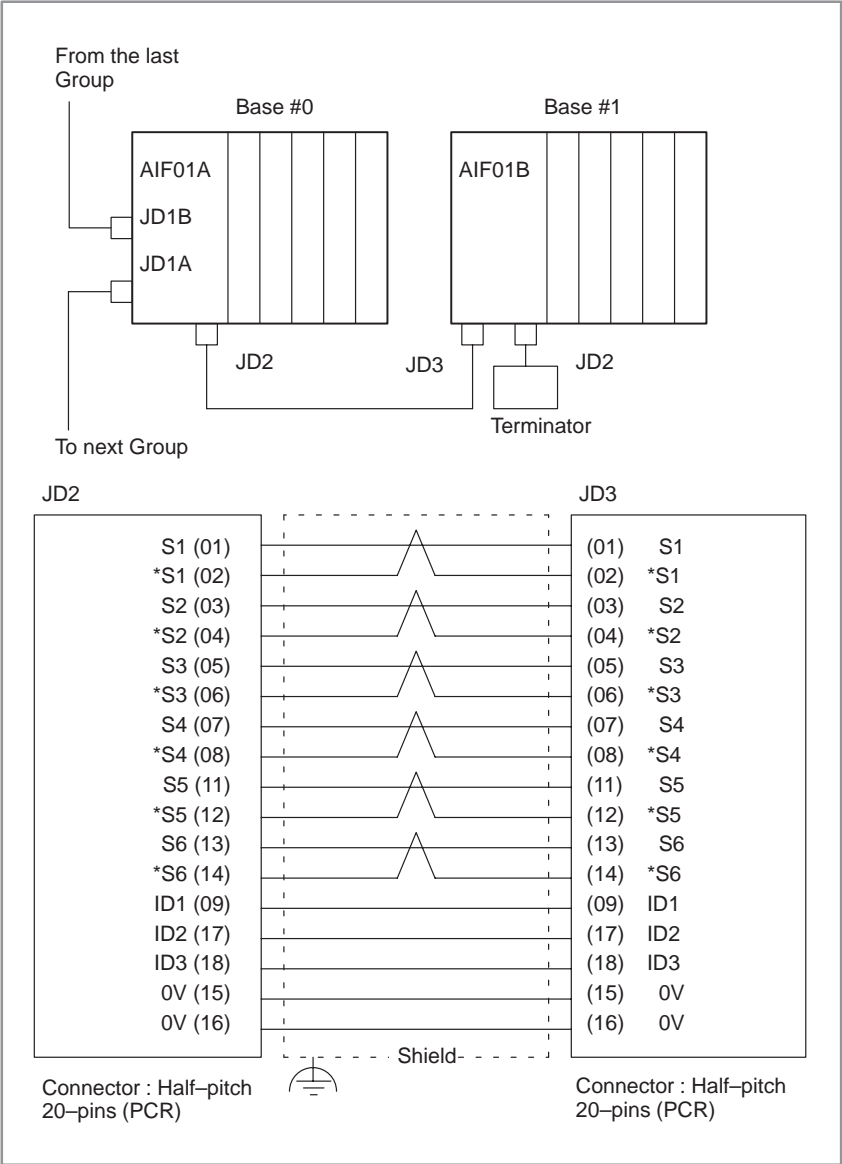 From the last
Group
Base #0
Base #1
AIF01A
AIF01B
JD1B
JD1A
JD2
JD3
JD2
Terminator
To next Group
JD2
JD3
S1 (01)
(01) S1
*S1 (02)
(02) *S1
S2 (03)
(03) S2
*S2 (04)
(04) *S2
S3 (05)
(05) S3
*S3 (06)
(06) *S3
S4 (07)
(07) S4
*S4 (08)
(08) *S4
S5 (11)
(11) S5
*S5 (12)
(12) *S5
S6 (13)
(13) S6
*S6 (14)
(14) *S6
ID1 (09)
(09) ID1
ID2 (17)
(17) ID2
ID3 (18)
(18) ID3
0V (15)
(15) 0V
0V (16)
(16) 0V
Shield
Connector : Half–pitch
20–pins (PCR)
Connector : Half–pitch
20–pins (PCR)